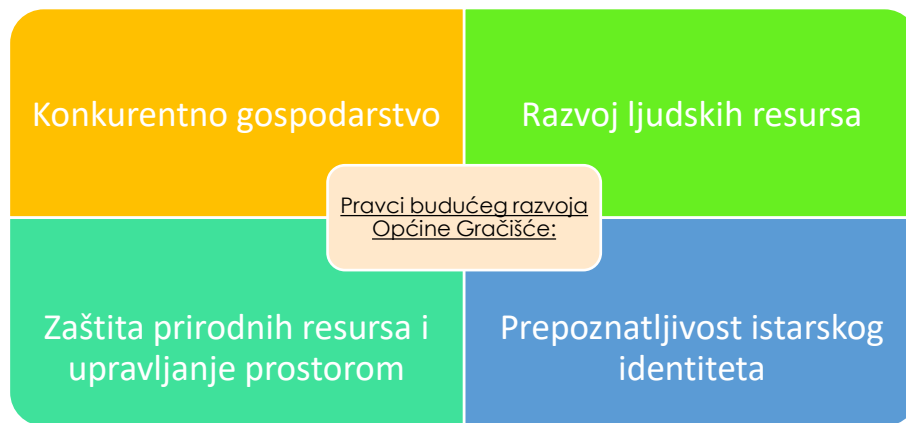 Konkurentno gospodarstvo
Razvoj ljudskih resursa
Pravci budućeg razvoja
Općine Gračišće:
Zaštita prirodnih resursa i
upravljanje prostorom
Prepoznatljivost istarskog
identiteta